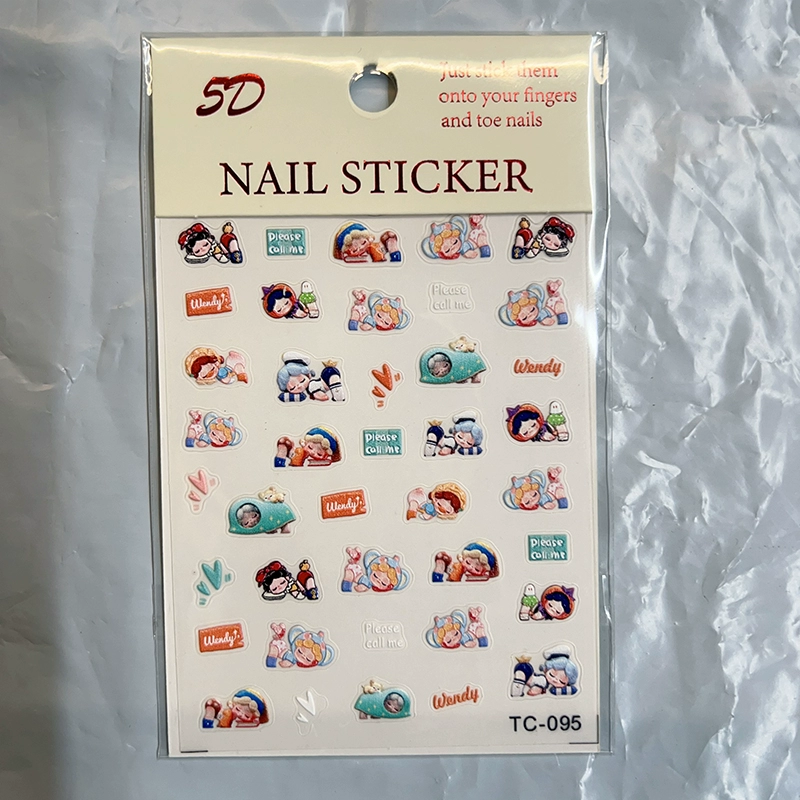 5D
Just stick them
onto your fingers
and toe nails
NAIL STICKER
Please
call me
Wendy
Please
call me
Wendy
Please
call me
Wendy
Please
call me
Wendy
Please
call me
Wendy
TC-095